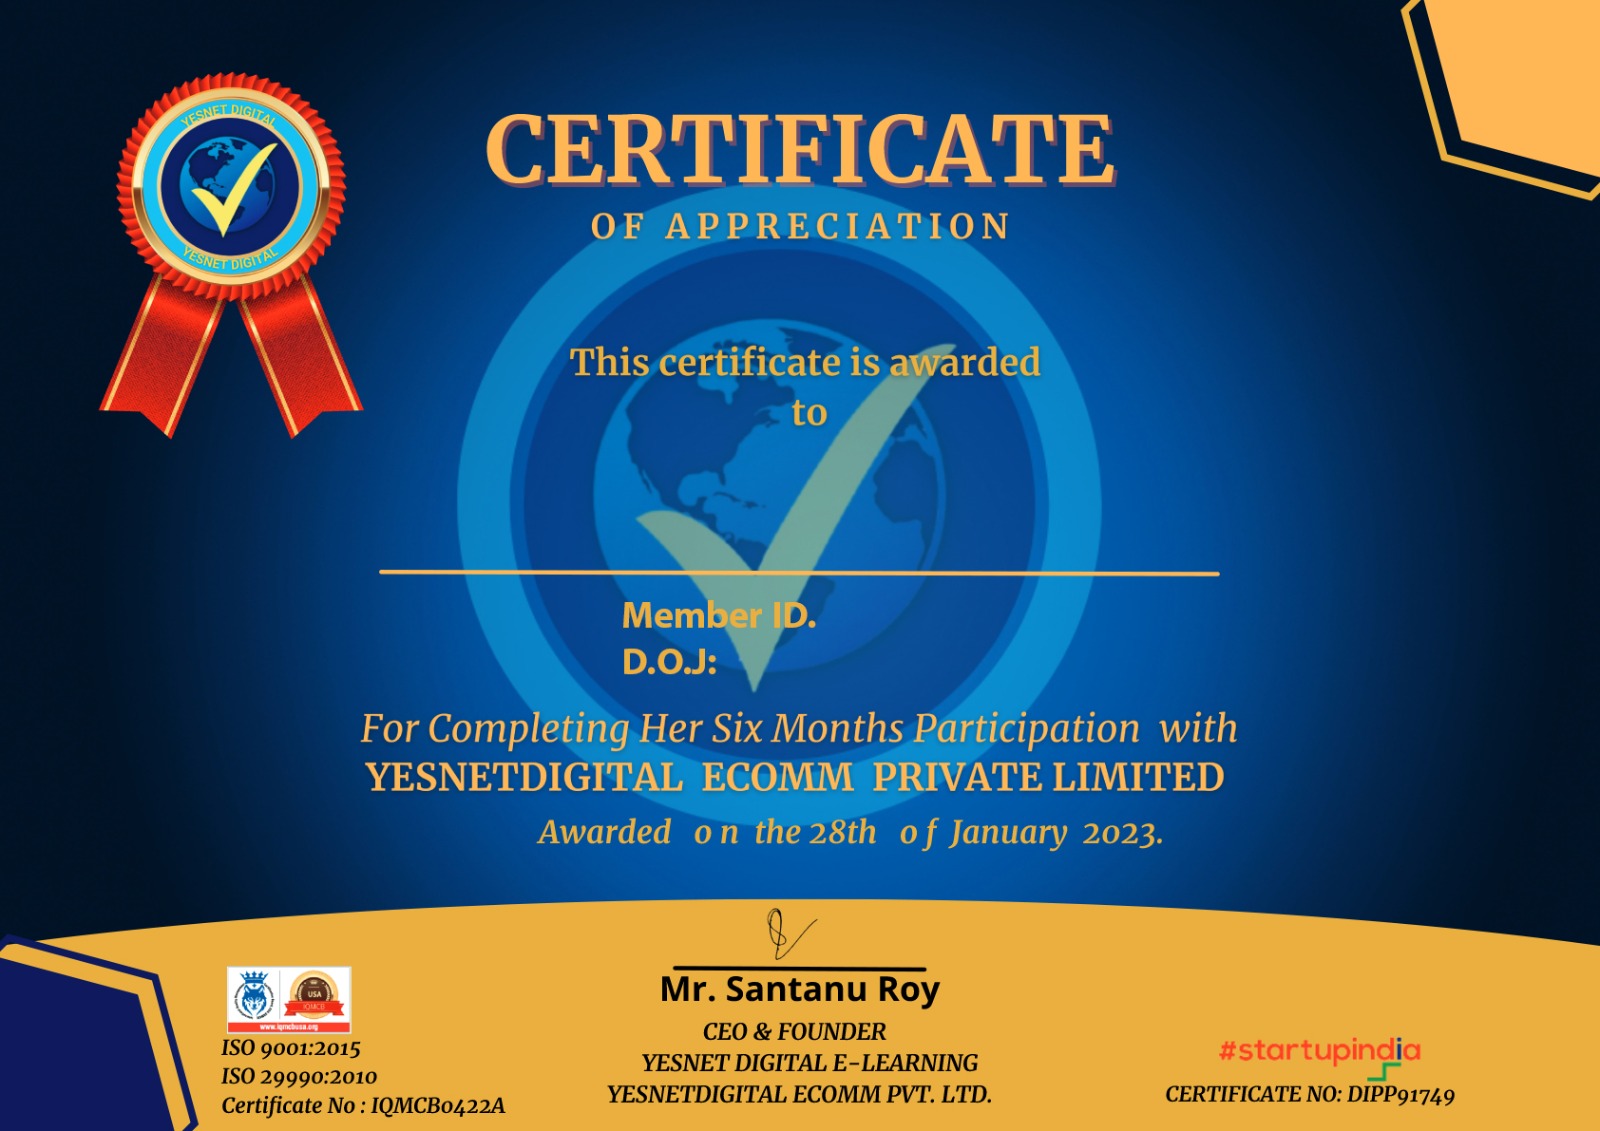 YESNET DIGITAL
YESNET DIGITAL
CERTIFICATE
OF APPRECIATION
This certificate is awarded
to
Member ID.
D.O.J:
For Completing Her Six Months Participation with
YESNETDIGITAL ECOMM PRIVATE LIMITED
Awarded on the 28th of January 2023.
Mr. Santanu Roy
CEO & FOUNDER
YESNET DIGITAL E-LEARNING
YESNETDIGITAL ECOMM PVT. LTD.
USA
IQMCB
www.iqmcbusa.org
ISO 9001:2015
ISO 29990:2010
Certificate No : IQMCB0422A
#startupindia
CERTIFICATE NO: DIPP91749